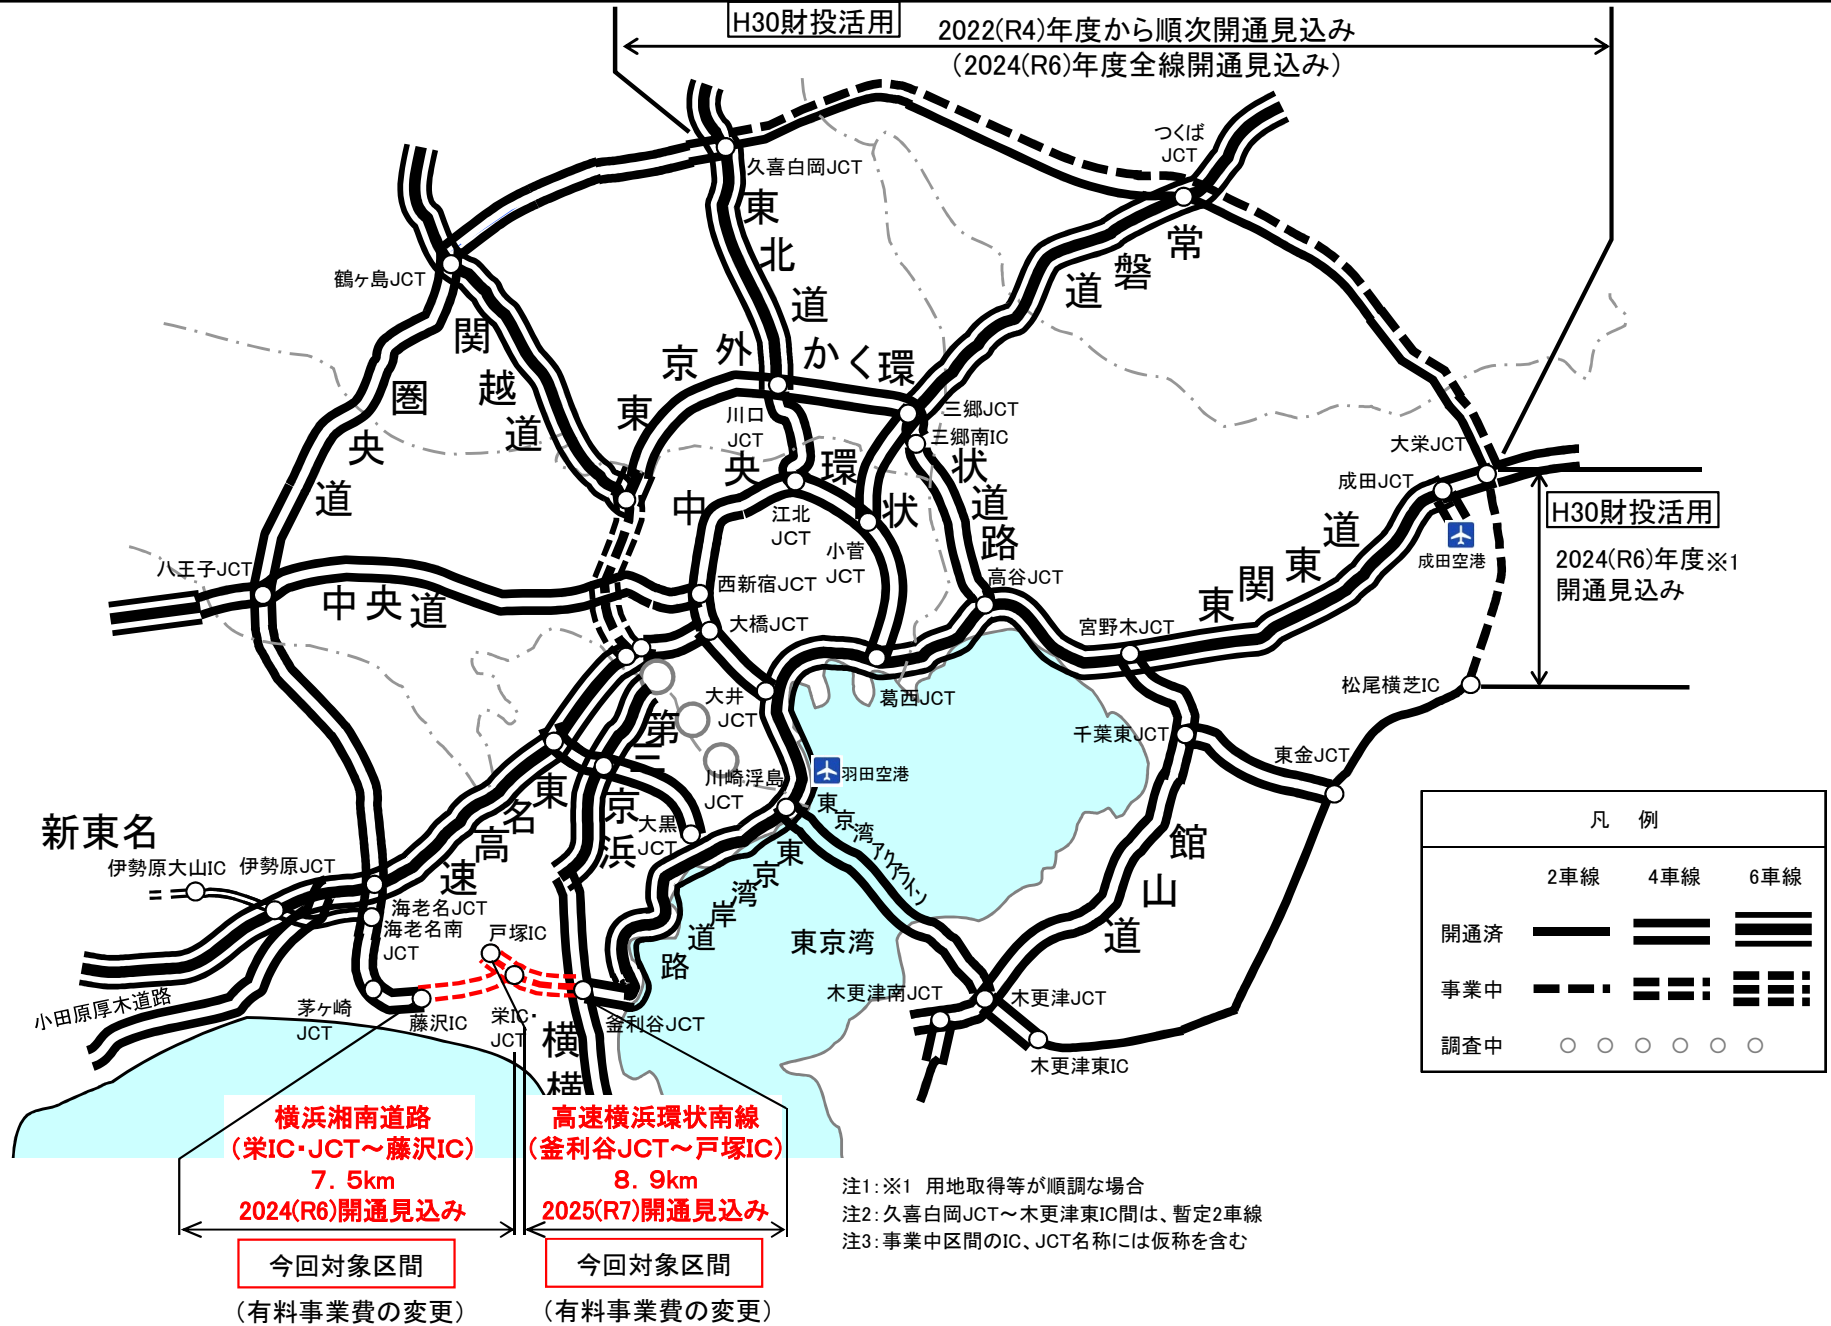 H30財投活用
2022(R4)年度から順次開通見込み
(2024(R6)年度全線開通見込み)
つくば
JCT
久喜白岡JCT
東北道
常磐道
鶴ヶ島JCT
関越道
東京外かく環状道路
圏央道
川口
JCT
三郷JCT
三郷南IC
大栄JCT
成田JCT
H30財投活用
成田空港
2024(R6)年度※1
開通見込み
中央環状
江北
JCT
小菅
JCT
高谷JCT
東関東道
八王子JCT
中央道
西新宿JCT
大橋JCT
宮野木JCT
松尾横芝IC
大井
JCT
葛西JCT
千葉東JCT
東金JCT
第三京浜
川崎浮島
JCT
羽田空港
東京湾アクアライン
大黒
JCT
東名高速
新東名
伊勢原大山IC
伊勢原JCT
海老名JCT
海老名南
JCT
東京湾岸道路
東京湾
館山道
戸塚IC
小田原厚木道路
茅ヶ崎
JCT
藤沢IC
栄IC・
JCT
釜利谷JCT
横横
木更津南JCT
木更津JCT
木更津東IC
凡 例
2車線 4車線 6車線
開通済
事業中
調査中
横浜湘南道路
(栄IC・JCT～藤沢IC)
7．5km
2024(R6)開通見込み
今回対象区間
(有料事業費の変更)
高速横浜環状南線
(釜利谷JCT～戸塚IC)
8．9km
2025(R7)開通見込み
今回対象区間
(有料事業費の変更)
注1：※1 用地取得等が順調な場合
注2：久喜白岡JCT～木更津東IC間は、暫定2車線
注3：事業中区間のIC、JCT名称には仮称を含む